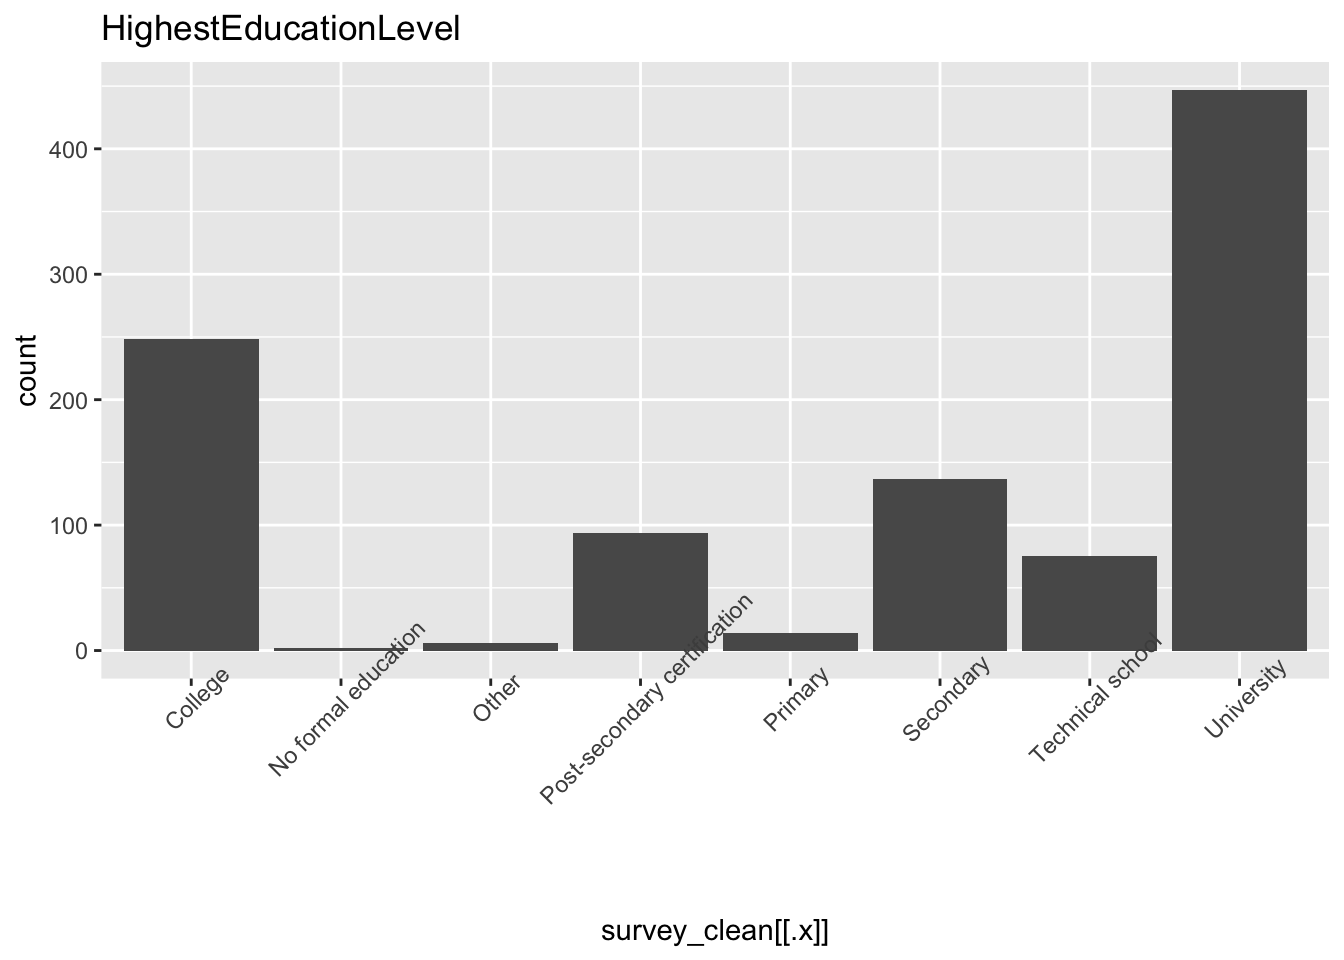 HighestEducationLevel
count
400
300
200
100
0
College
No formal education
Other
Post-secondary certification
Primary
Secondary
Technical school
University
survey_clean[[.x]]